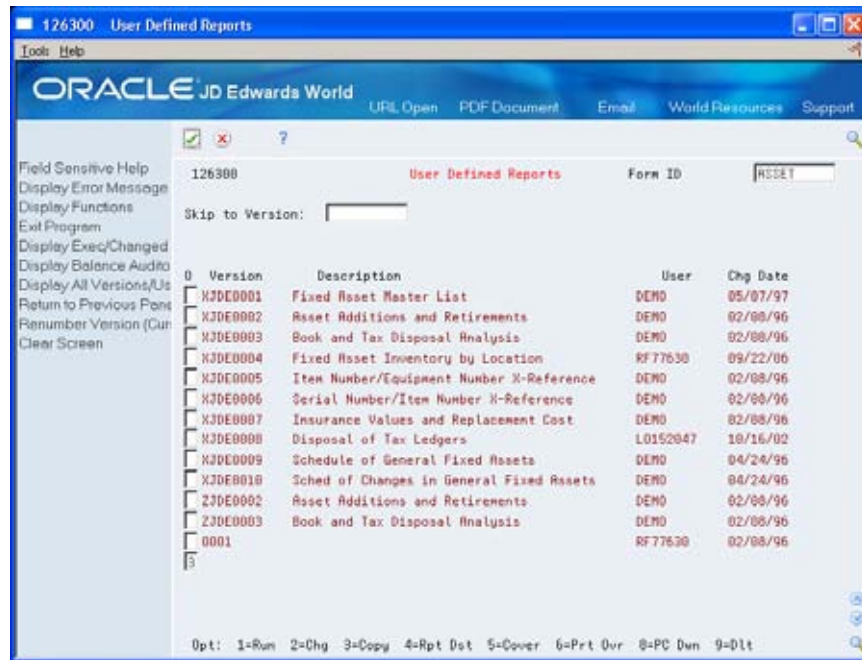 126300 User Defined Reports
Tools Help
ORACLE JD Edwards World
URL Open PDF Document Email World Resources Support
?
Field Sensitive Help
Display Error Message
Display Functions
Exit Program
Display Exec/Changed
Display Balance Audito
Display All Versions/Us
Return to Previous Pane
Renumber Version (Curr
Clear Screen
126300 User Defined Reports Form ID ASSET
Skip to Version:
O Version Description User Chg Date
XJDE0001 Fixed Asset Master List DEMO 05/07/97
XJDE0002 Asset Additions and Retirements DEMO 02/08/96
XJDE0003 Book and Tax Disposal Analysis DEMO 02/08/96
XJDE0004 Fixed Asset Inventory by Location RF77630 09/22/06
XJDE0005 Item Number/Equipment Number X-Reference DEMO 02/08/96
XJDE0006 Serial Number/Item Number X-Reference DEMO 02/08/96
XJDE0007 Insurance Values and Replacement Cost DEMO 02/08/96
XJDE0008 Disposal of Tax Ledgers LO152047 10/16/02
XJDE0009 Schedule of General Fixed Assets DEMO 04/24/96
XJDE0010 Sched of Changes in General Fixed Assets DEMO 04/24/96
ZJDE0002 Asset Additions and Retirements DEMO 02/08/96
ZJDE0003 Book and Tax Disposal Analysis DEMO 02/08/96
0001 RF77630 02/08/96
3
Opt: 1=Run 2=Chg 3=Copy 4=Rpt Dst 5=Cover 6=Prt Ovr 8=PC Dwn 9=Dlt